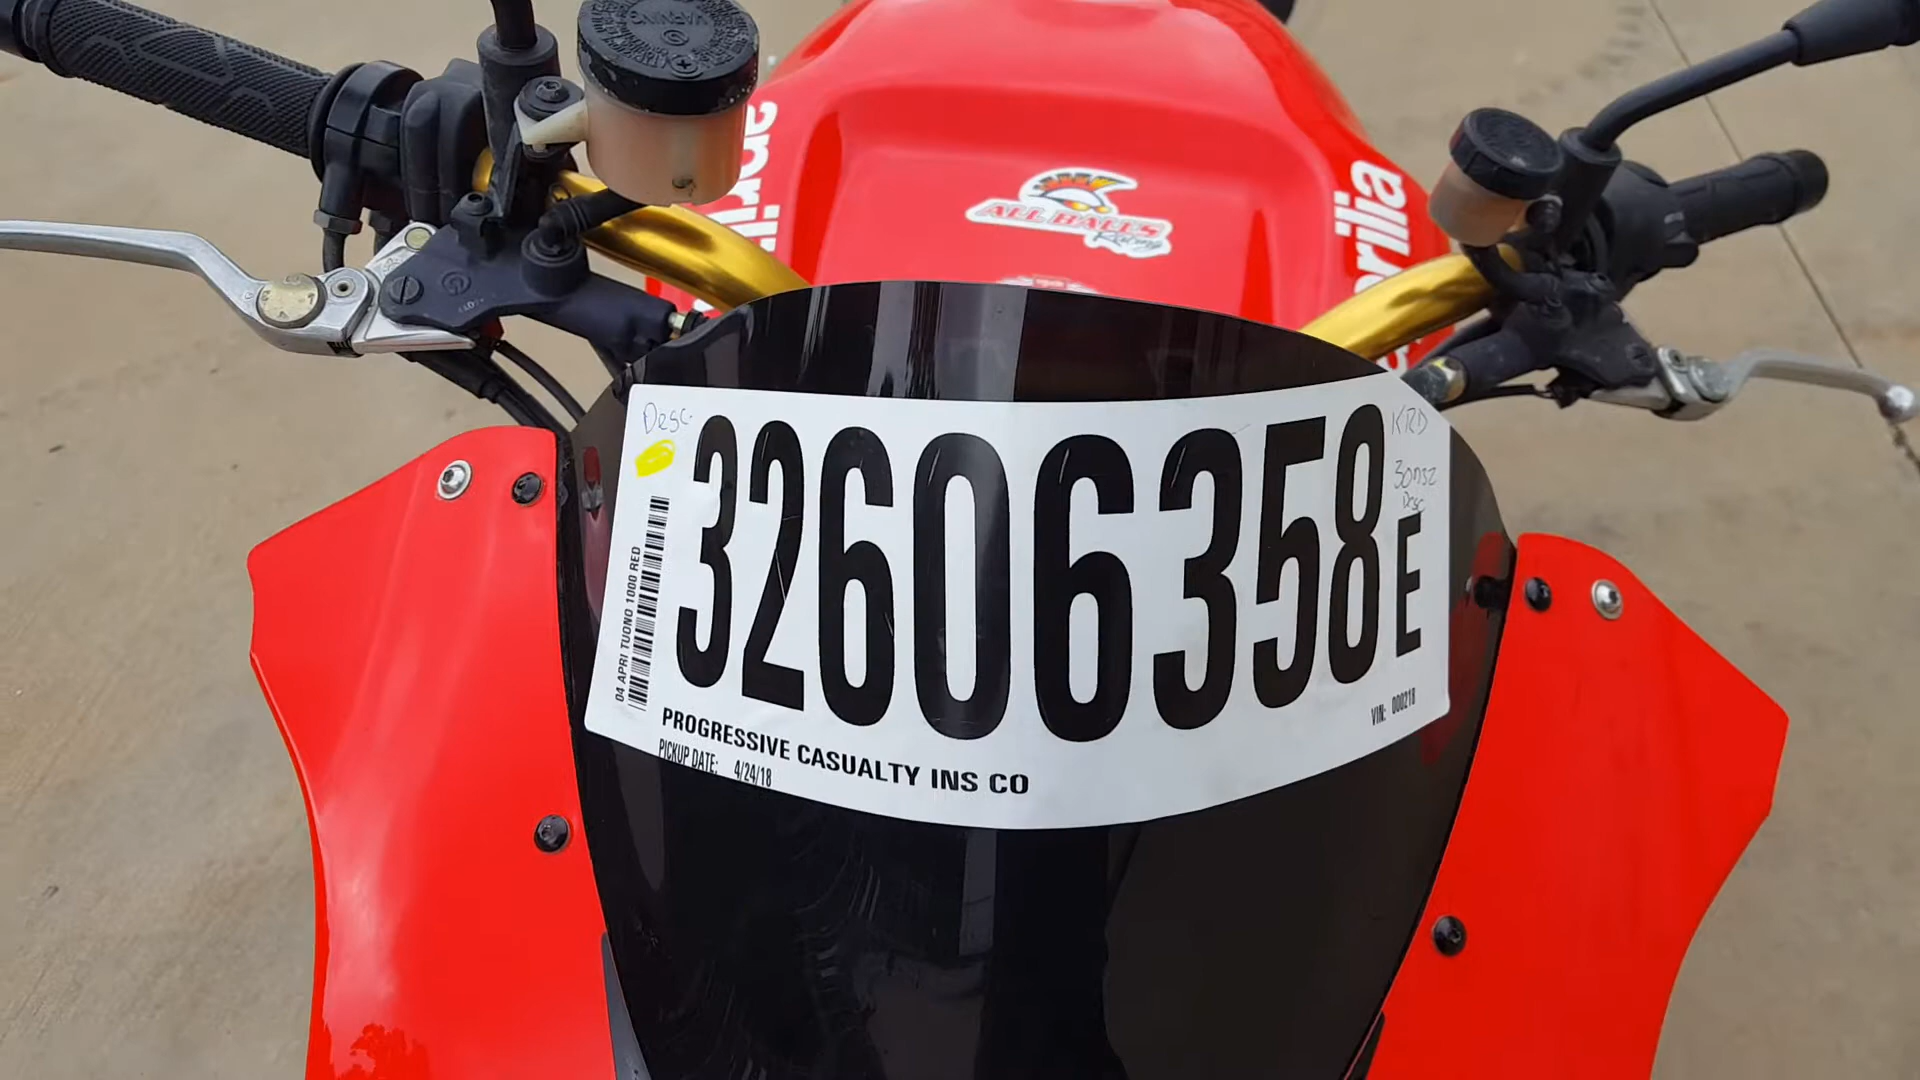 WARNING
aprilia
ALL BALLS
Racing
aprilia
Desc.
32606358
E
KRD
Desc
04 APRI TUONO 1000 RED
PROGRESSIVE CASUALTY INS CO
PICKUP DATE: 4/24/18
VIN: 000218